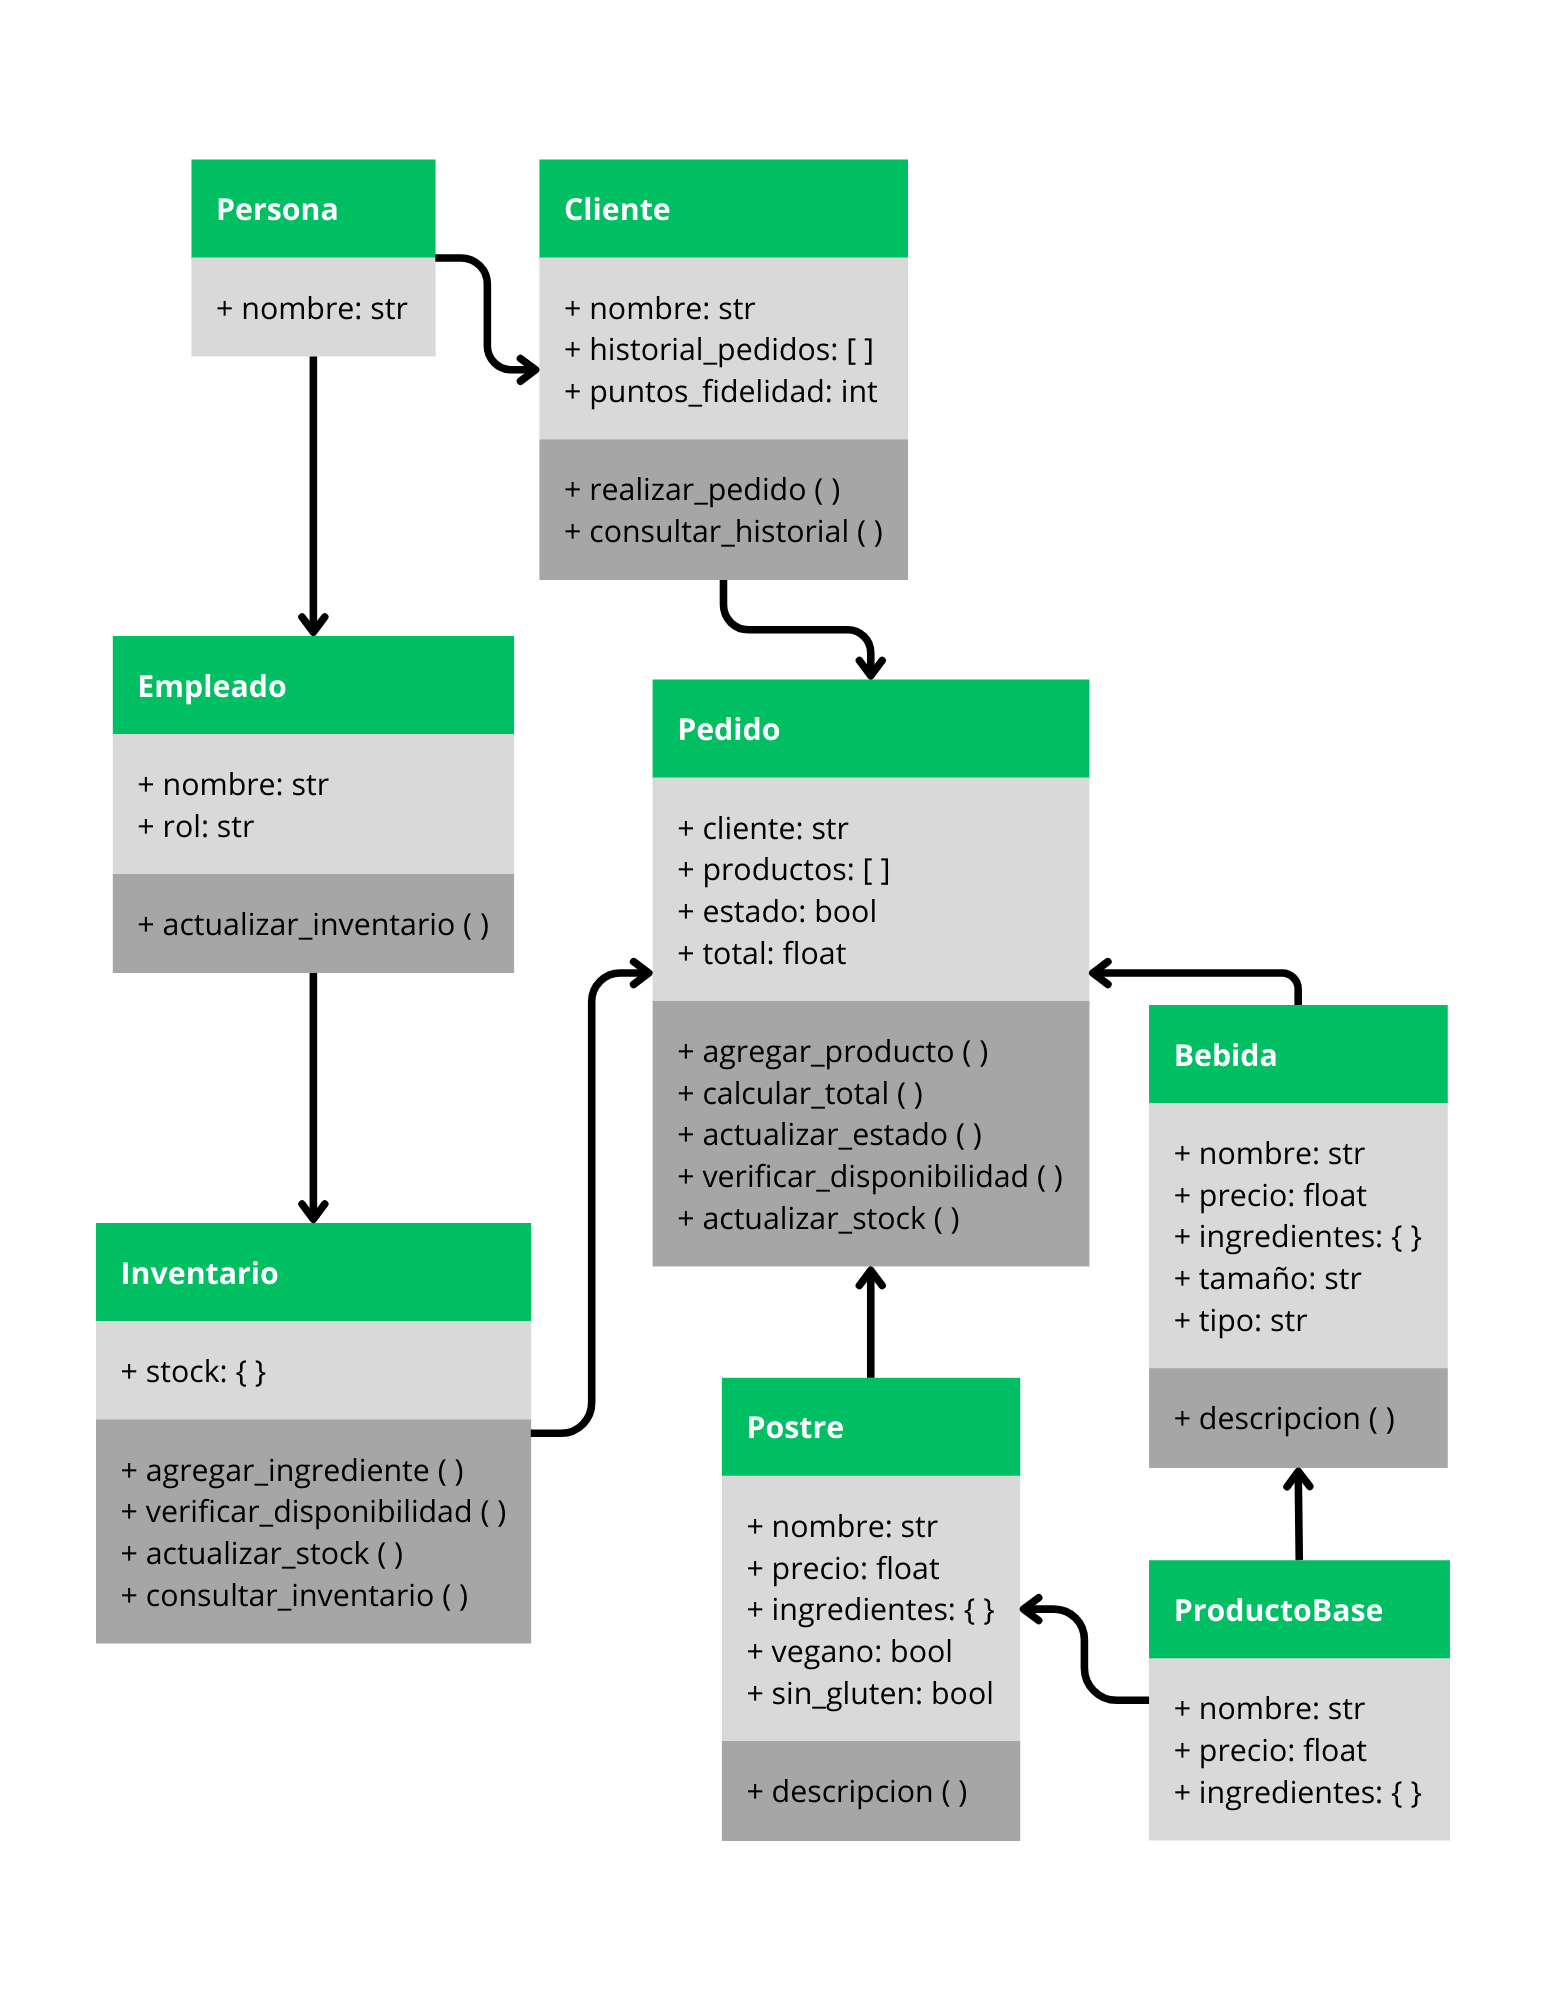 Persona
+ nombre: str
Cliente
+ nombre: str
+ historial_pedidos: [ ]
+ puntos_fidelidad: int
+ realizar_pedido ( )
+ consultar_historial ( )
Empleado
+ nombre: str
+ rol: str
+ actualizar_inventario ( )
Pedido
+ cliente: str
+ productos: [ ]
+ estado: bool
+ total: float
+ agregar_producto ( )
+ calcular_total ( )
+ actualizar_estado ( )
+ verificar_disponibilidad ( )
+ actualizar_stock ( )
Bebida
+ nombre: str
+ precio: float
+ ingredientes: { }
+ tamaño: str
+ tipo: str
+ descripcion ( )
Inventario
+ stock: { }
+ agregar_ingrediente ( )
+ verificar_disponibilidad ( )
+ actualizar_stock ( )
+ consultar_inventario ( )
Postre
+ nombre: str
+ precio: float
+ ingredientes: { }
+ vegano: bool
+ sin_gluten: bool
+ descripcion ( )
ProductoBase
+ nombre: str
+ precio: float
+ ingredientes: { }